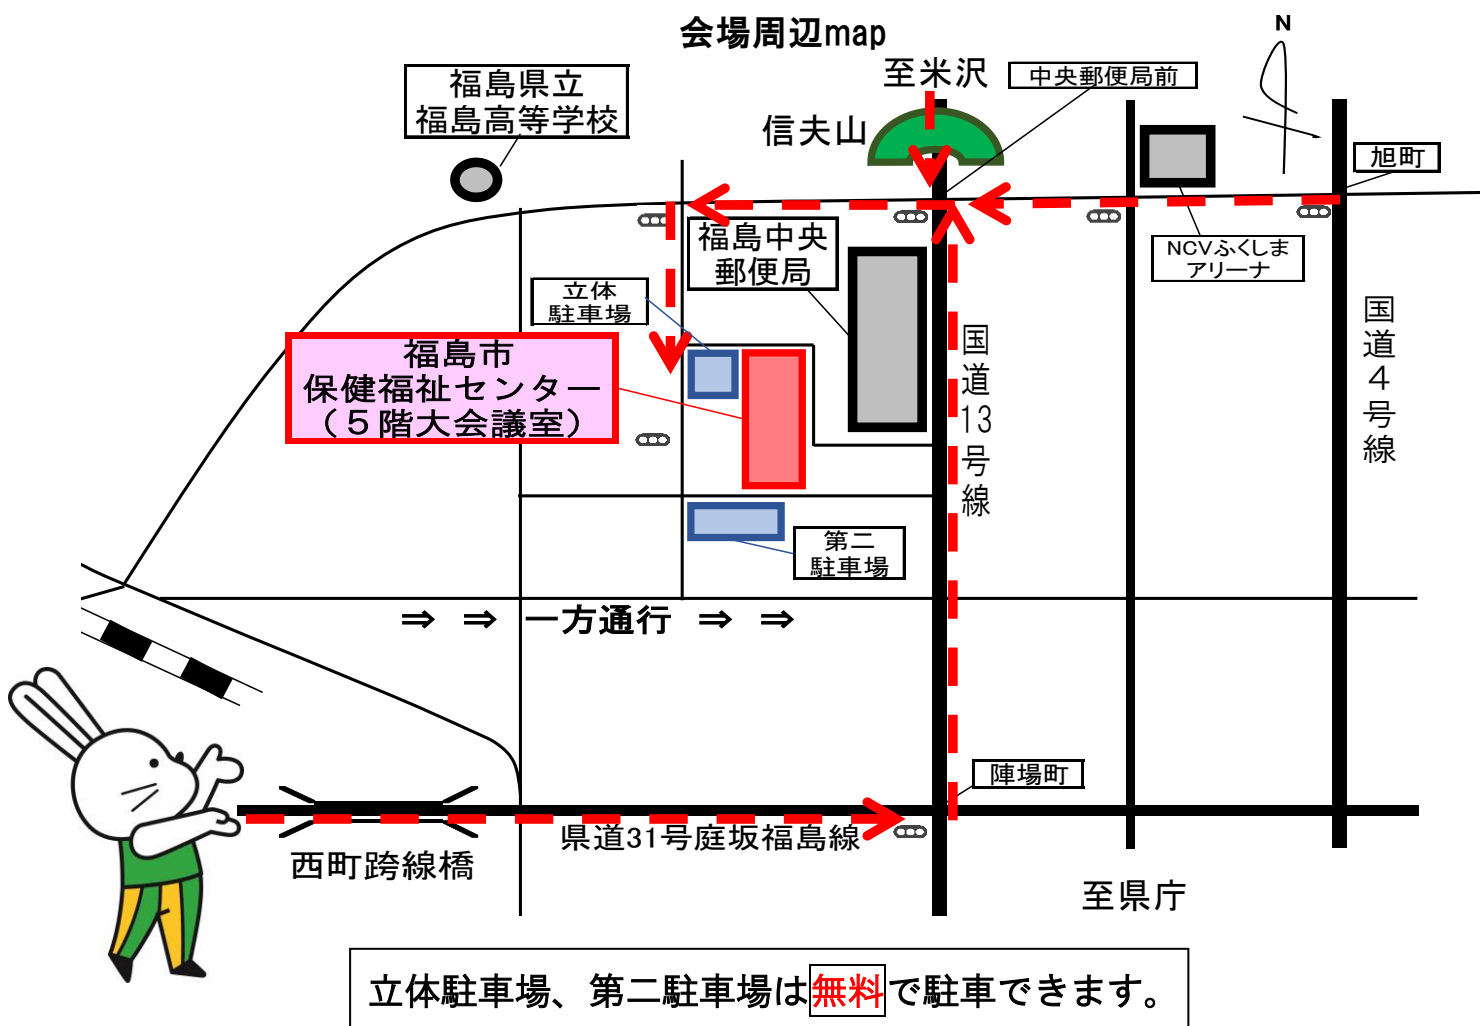 会場周辺map
N
至米沢
中央郵便局前
福島県立
福島高等学校
信夫山
旭町
福島中央
郵便局
NCVふくしま
アリーナ
立体
駐車場
国道4号線
国道13号線
福島市
保健福祉センター
（５階大会議室）
第二
駐車場
⇒ ⇒ 一方通行 ⇒ ⇒
陣場町
県道31号庭坂福島線
西町跨線橋
至県庁
立体駐車場、第二駐車場は無料で駐車できます。